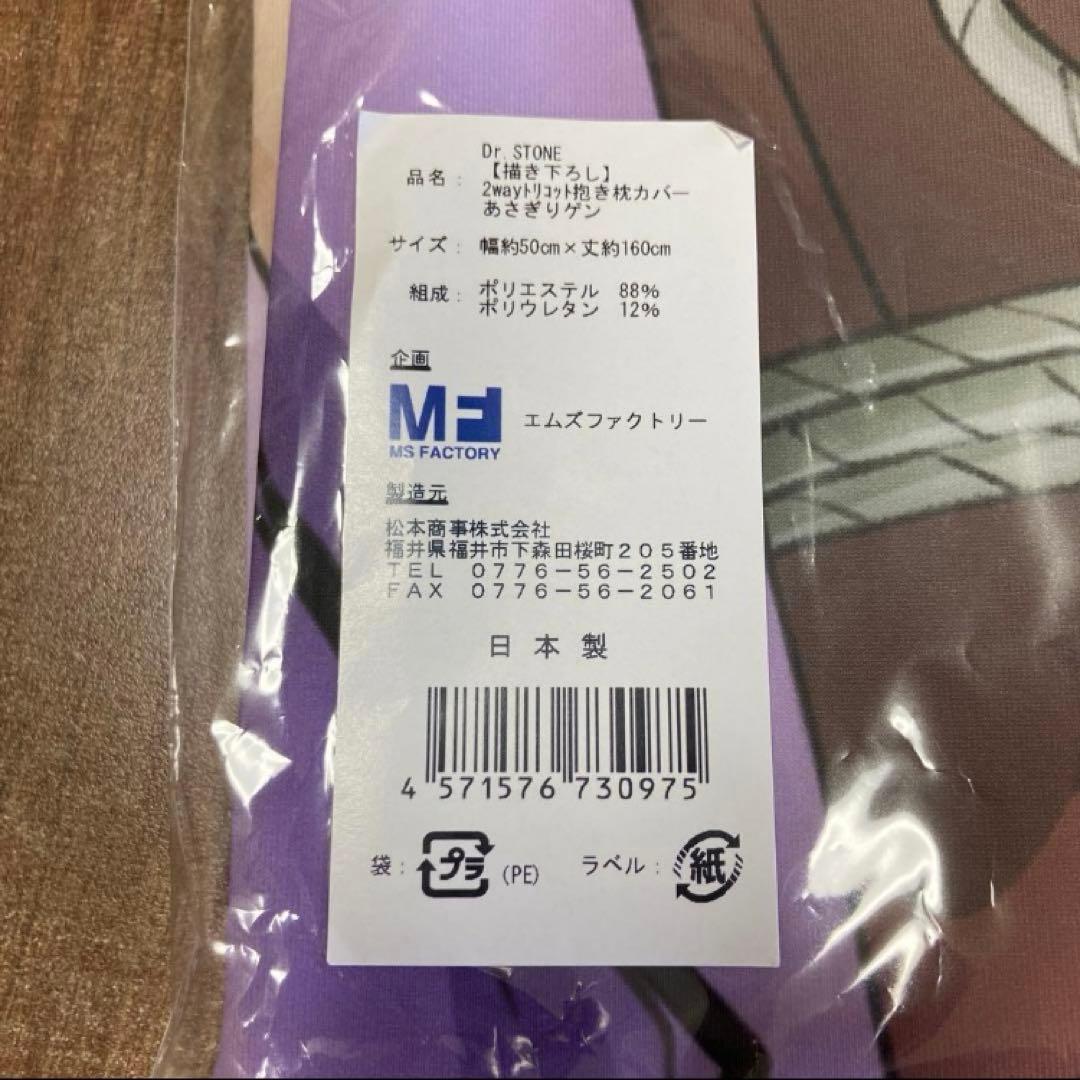 品名: Dr.STONE
【描き下ろし】
2wayﾄﾘｺｯﾄ抱き枕カバー
あさぎりゲン
サイズ: 幅約50cm×丈約160cm
組成: ポリエステル 88%
ポリウレタン 12%
企画
MF
MS FACTORY
エムズファクトリー
製造元
松本商事株式会社
福井県福井市下森田桜町205番地
TEL 0776-56-2502
FAX 0776-56-2061
日本製
4 571576 730975
袋: プラ (PE) ラベル: 紙